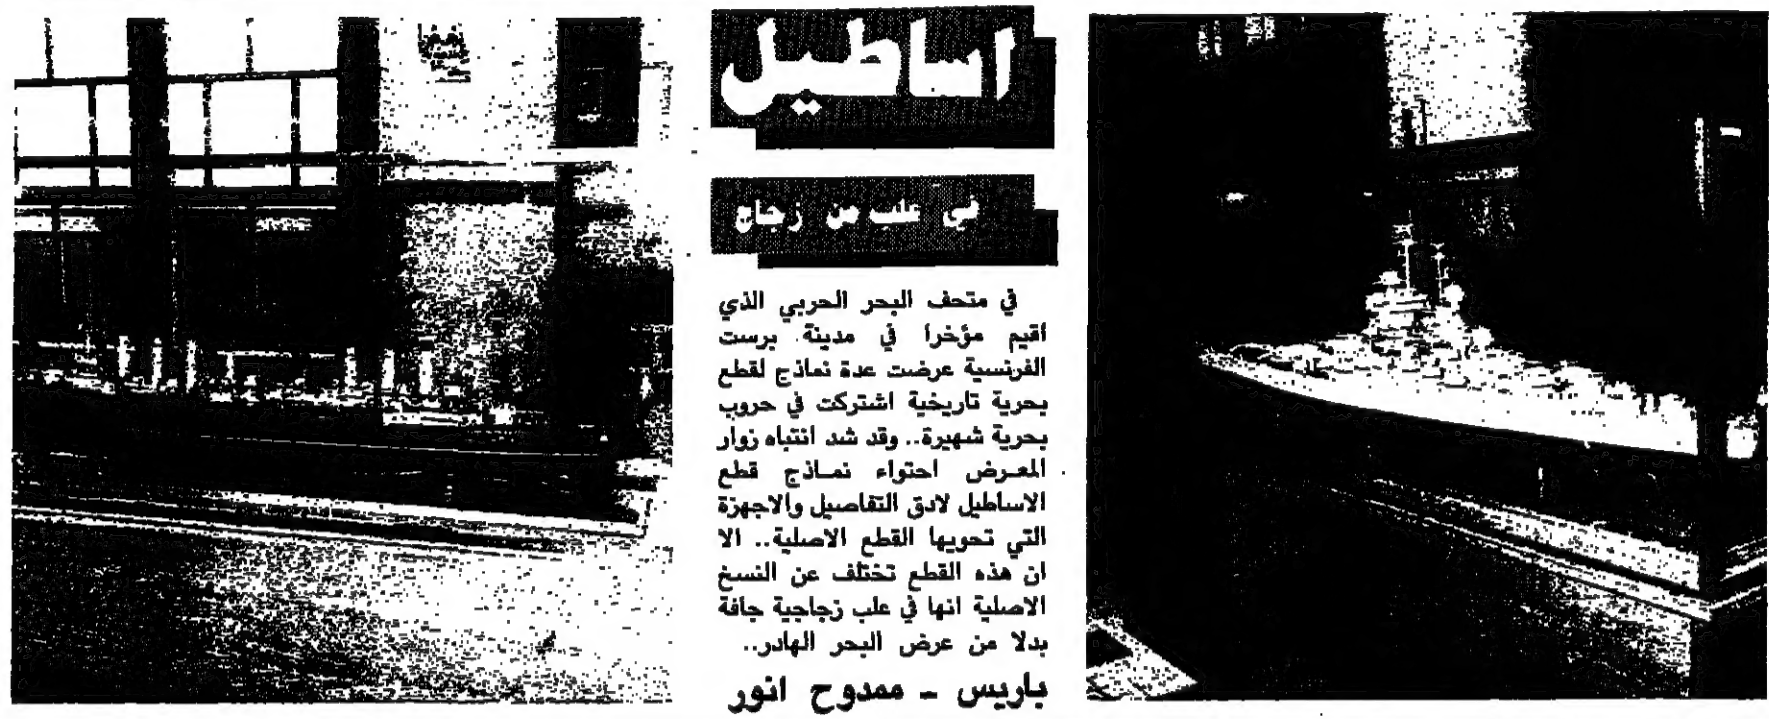 اساطيل
في علب من زجاج
في متحف البحر الحربي الذي
أقيم مؤخرا في مدينة برست
الفرنسية عرضت عدة نماذج لقطع
بحرية تاريخية اشتركت في حروب
بحرية شهيرة.. وقد شد انتباه زوار
المعرض احتواء نماذج قطع
الاساطيل لادق التفاصيل والاجهزة
التي تحويها القطع الاصلية.. الا
ان هذه القطع تختلف عن النسخ
الاصلية انها في علب زجاجية جافة
بدلا من عرض البحر الهادر..
باريس - ممدوح انور